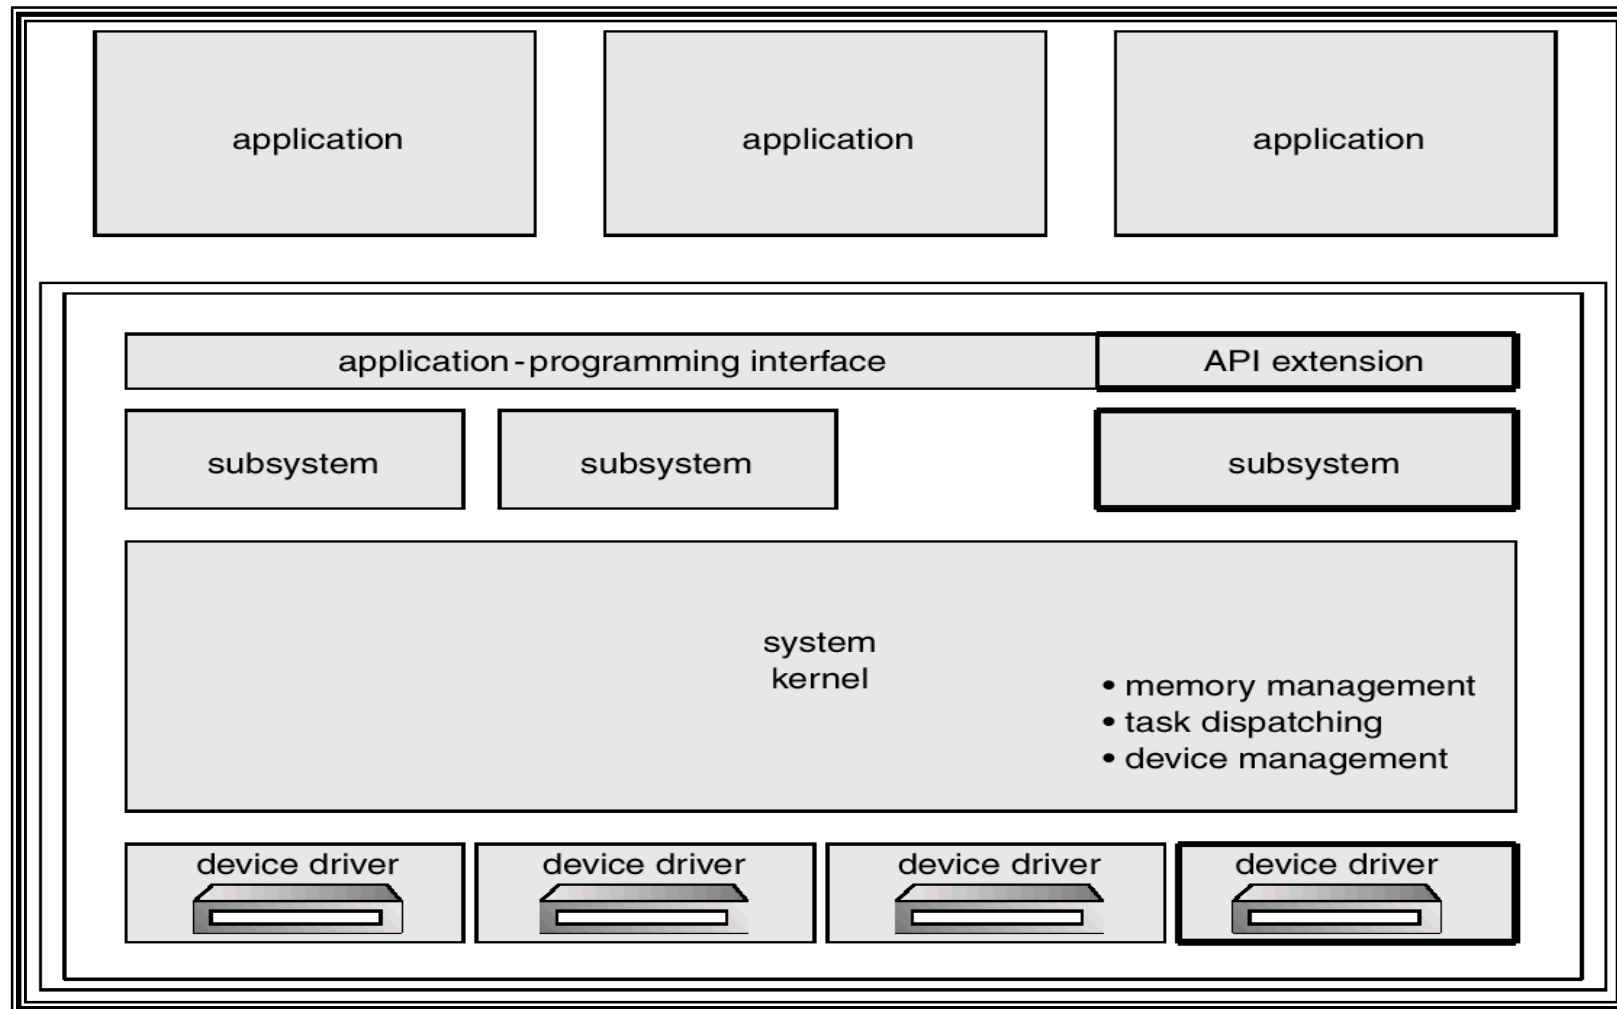 application
application
application
application-programming interface
API extension
subsystem
subsystem
subsystem
system
kernel
• memory management
• task dispatching
• device management
device driver
device driver
device driver
device driver